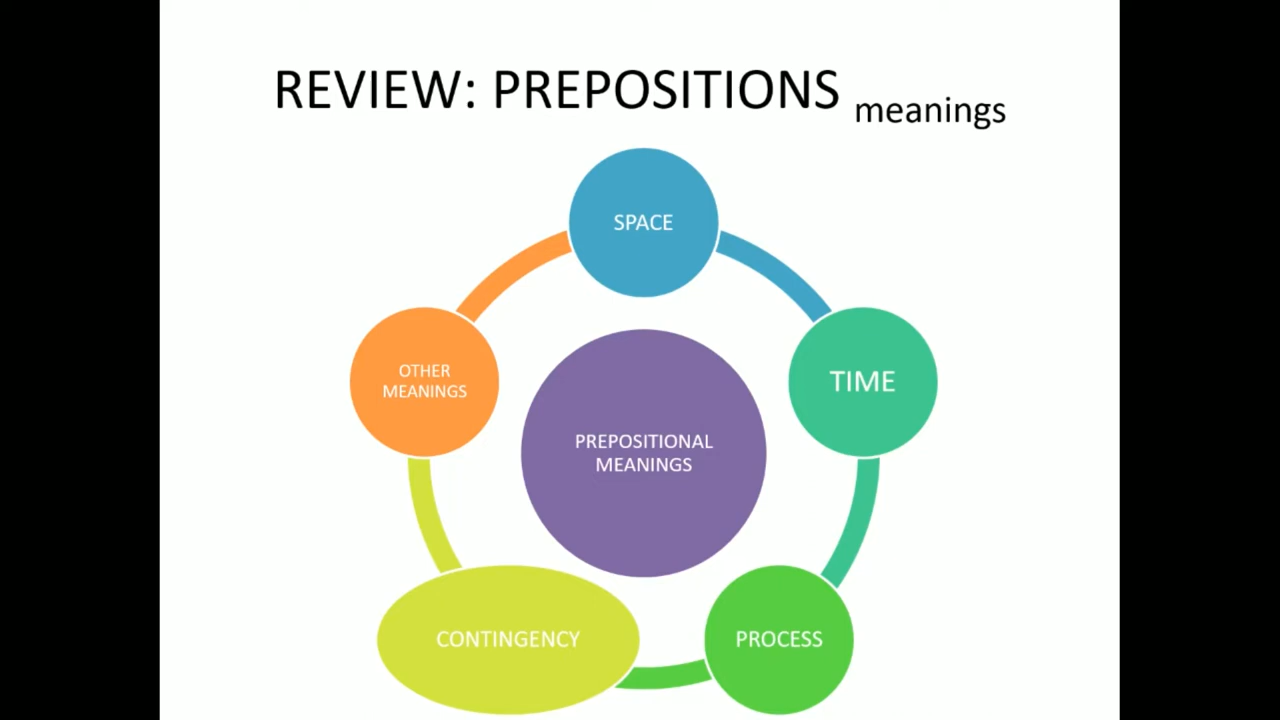 REVIEW: PREPOSITIONS meanings
SPACE
TIME
OTHER
MEANINGS
PREPOSITIONAL
MEANINGS
CONTINGENCY
PROCESS